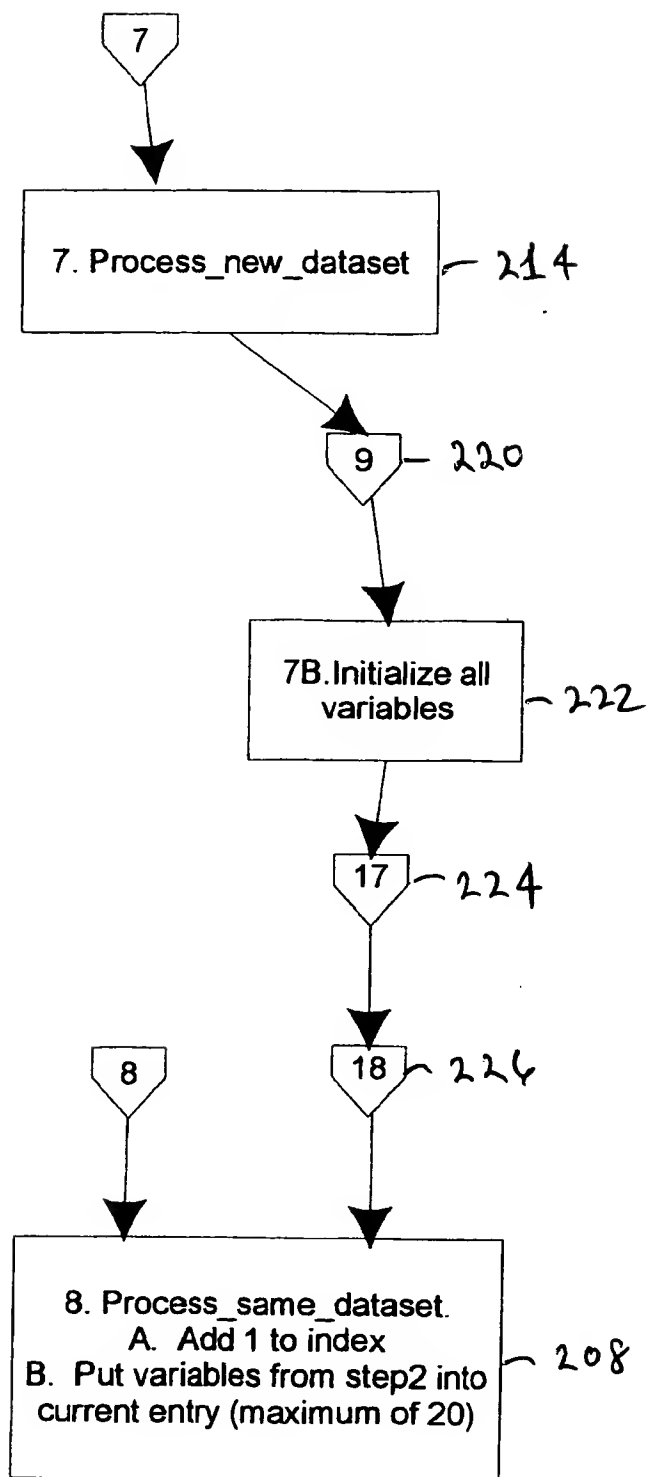 7
7. Process_new_dataset
214
9
220
7B.Initialize all
variables
222
17
224
8
18
226
8. Process_same_dataset.
A. Add 1 to index
B. Put variables from step2 into
current entry (maximum of 20)
208